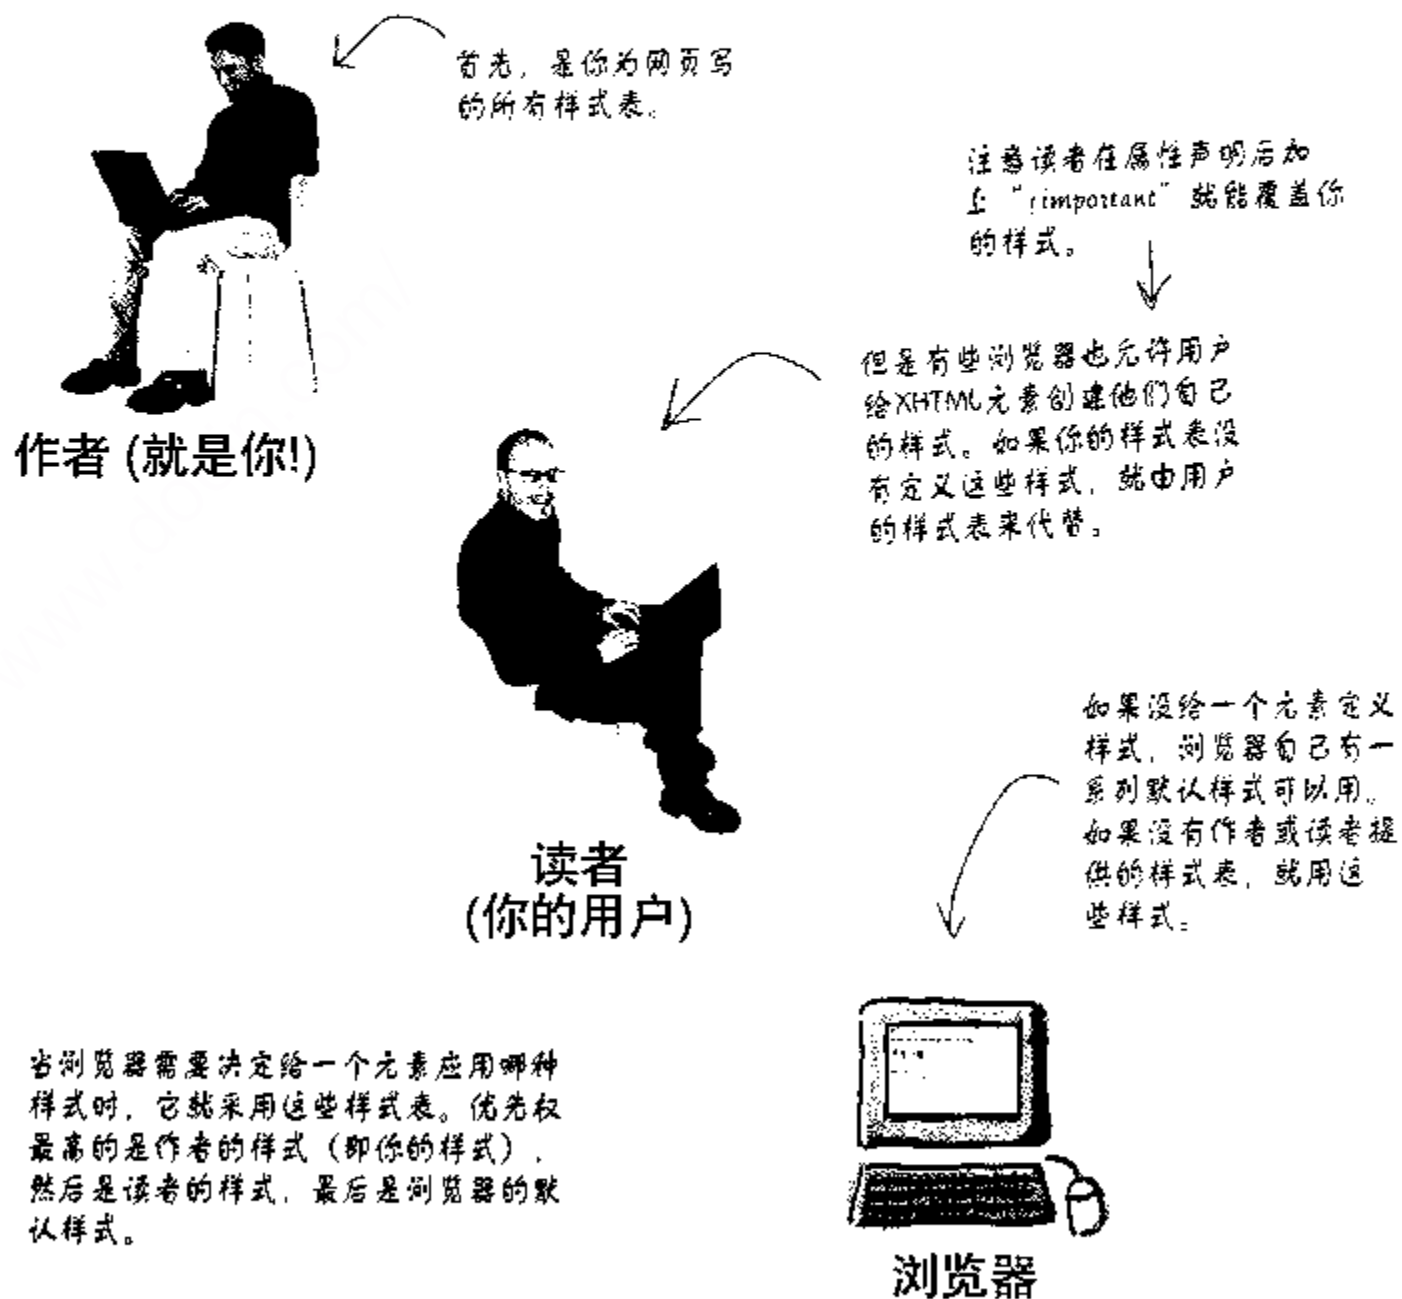 首先，是你为网页写
的所有样式表。
注意读者在属性声明后加
上“!important”就能覆盖你
的样式。
但是有些浏览器也允许用户
给XHTML元素创建他们自己
的样式。如果你的样式表没
有定义这些样式，就由用户
的样式表来代替。
作者 (就是你!)
如果没给一个元素定义
样式，浏览器自己有一
系列默认样式可以用。
如果没有作者或读者提
供的样式表，就用这
些样式。
读者
(你的用户)
当浏览器需要决定给一个元素应用哪种
样式时，它就采用这些样式表。优先权
最高的是作者的样式（即你的样式），
然后是读者的样式，最后是浏览器的默
认样式。
浏览器